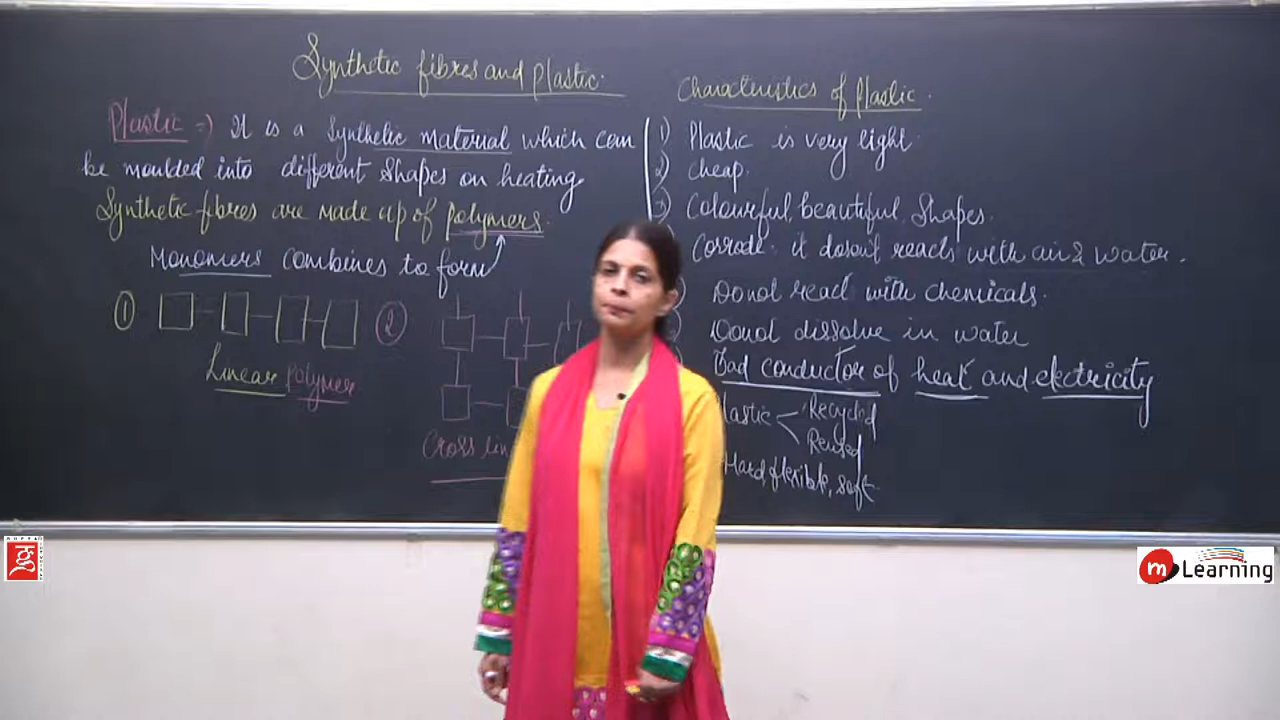 Synthetic fibres and Plastic.
Plastic => It is a Synthetic material which can
be moulded into different Shapes on heating
Synthetic fibres are made up of Polymers.
Monomers combines to form
1
2
Linear polymer
Cross lin
Characteristics of Plastic.
1) Plastic is very light.
2) Cheap.
3) Colourful, beautiful, Shapes.
Corrode. it dosn't reacts with air & water.
Donot react with chemicals.
Donot dissolve in water
Bad conductor of heat and electricity
lastic Recycled
Reused
Hard, flexible, soft.
m Learning